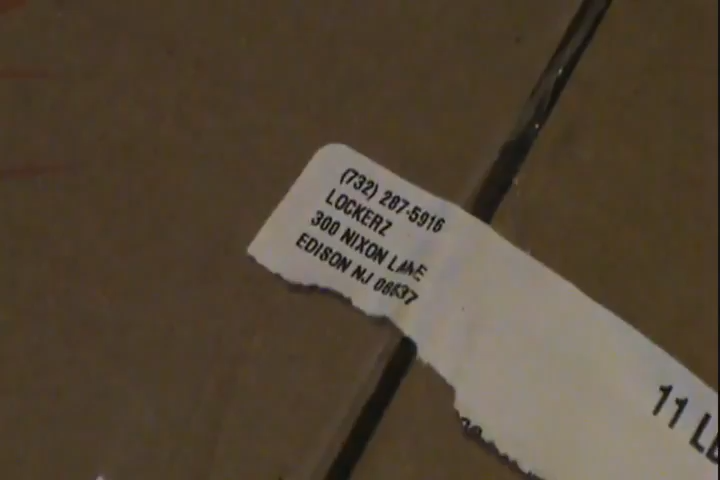 (732) 287-5916
LOCKERZ
300 NIXON LANE
EDISON NJ 08837
11 LB